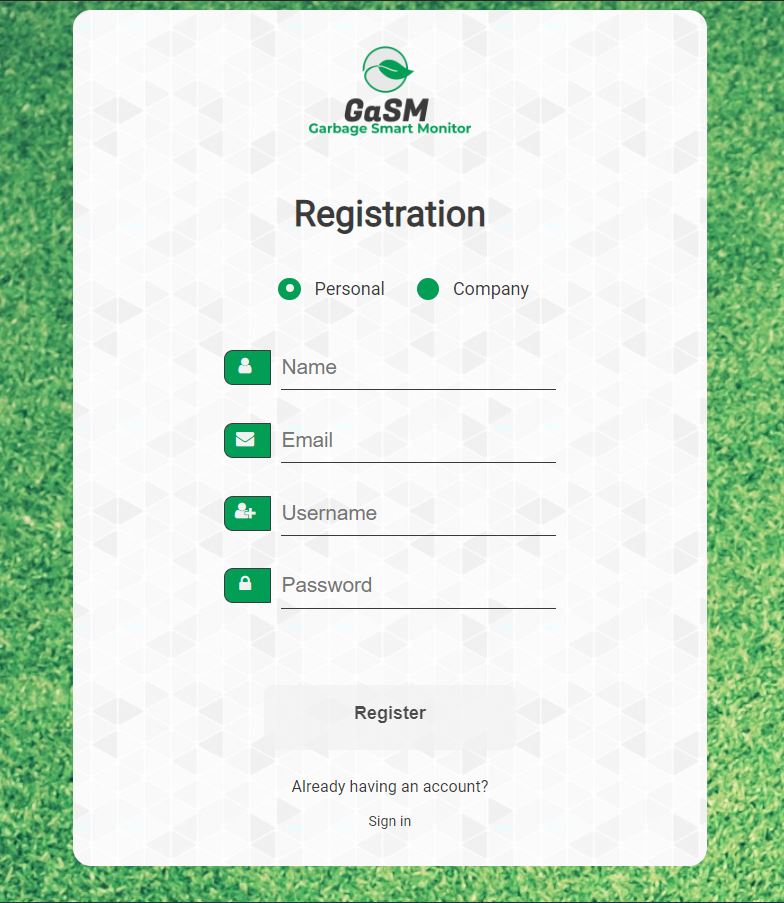 GaSM
Garbage Smart Monitor
Registration
Personal Company
Name
Email
Username
Password
Register
Already having an account?
Sign in